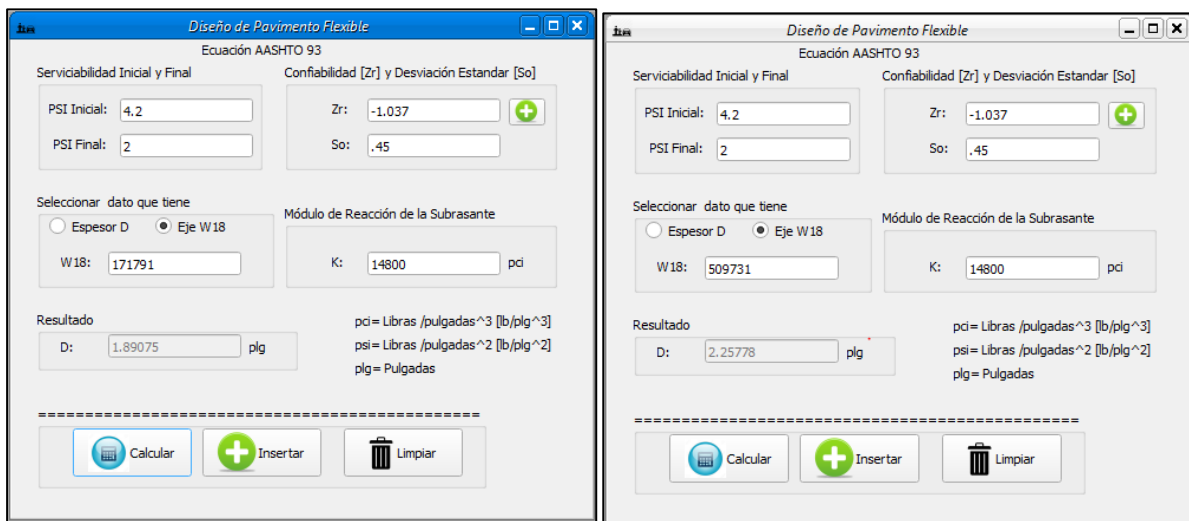 Diseño de Pavimento Flexible
Ecuación AASHTO 93
Serviciabilidad Inicial y Final
Confiabilidad [Zr] y Desviación Estandar [So]
PSI Inicial: 4.2
Zr: -1.037
PSI Final: 2
So: .45
Seleccionar dato que tiene
Módulo de Reacción de la Subrasante
Espesor D Eje W18
W18: 171791
K: 14800 pci
Resultado
D: 1.89075 plg
pci= Libras /pulgadas^3 [lb/plg^3]
psi= Libras /pulgadas^2 [lb/plg^2]
plg= Pulgadas
===============================================
Calcular Insertar Limpiar
Diseño de Pavimento Flexible
Ecuación AASHTO 93
Serviciabilidad Inicial y Final
Confiabilidad [Zr] y Desviación Estandar [So]
PSI Inicial: 4.2
Zr: -1.037
PSI Final: 2
So: .45
Seleccionar dato que tiene
Módulo de Reacción de la Subrasante
Espesor D Eje W18
W18: 509731
K: 14800 pci
Resultado
D: 2.25778 plg
pci= Libras /pulgadas^3 [lb/plg^3]
psi= Libras /pulgadas^2 [lb/plg^2]
plg= Pulgadas
===============================================
Calcular Insertar Limpiar